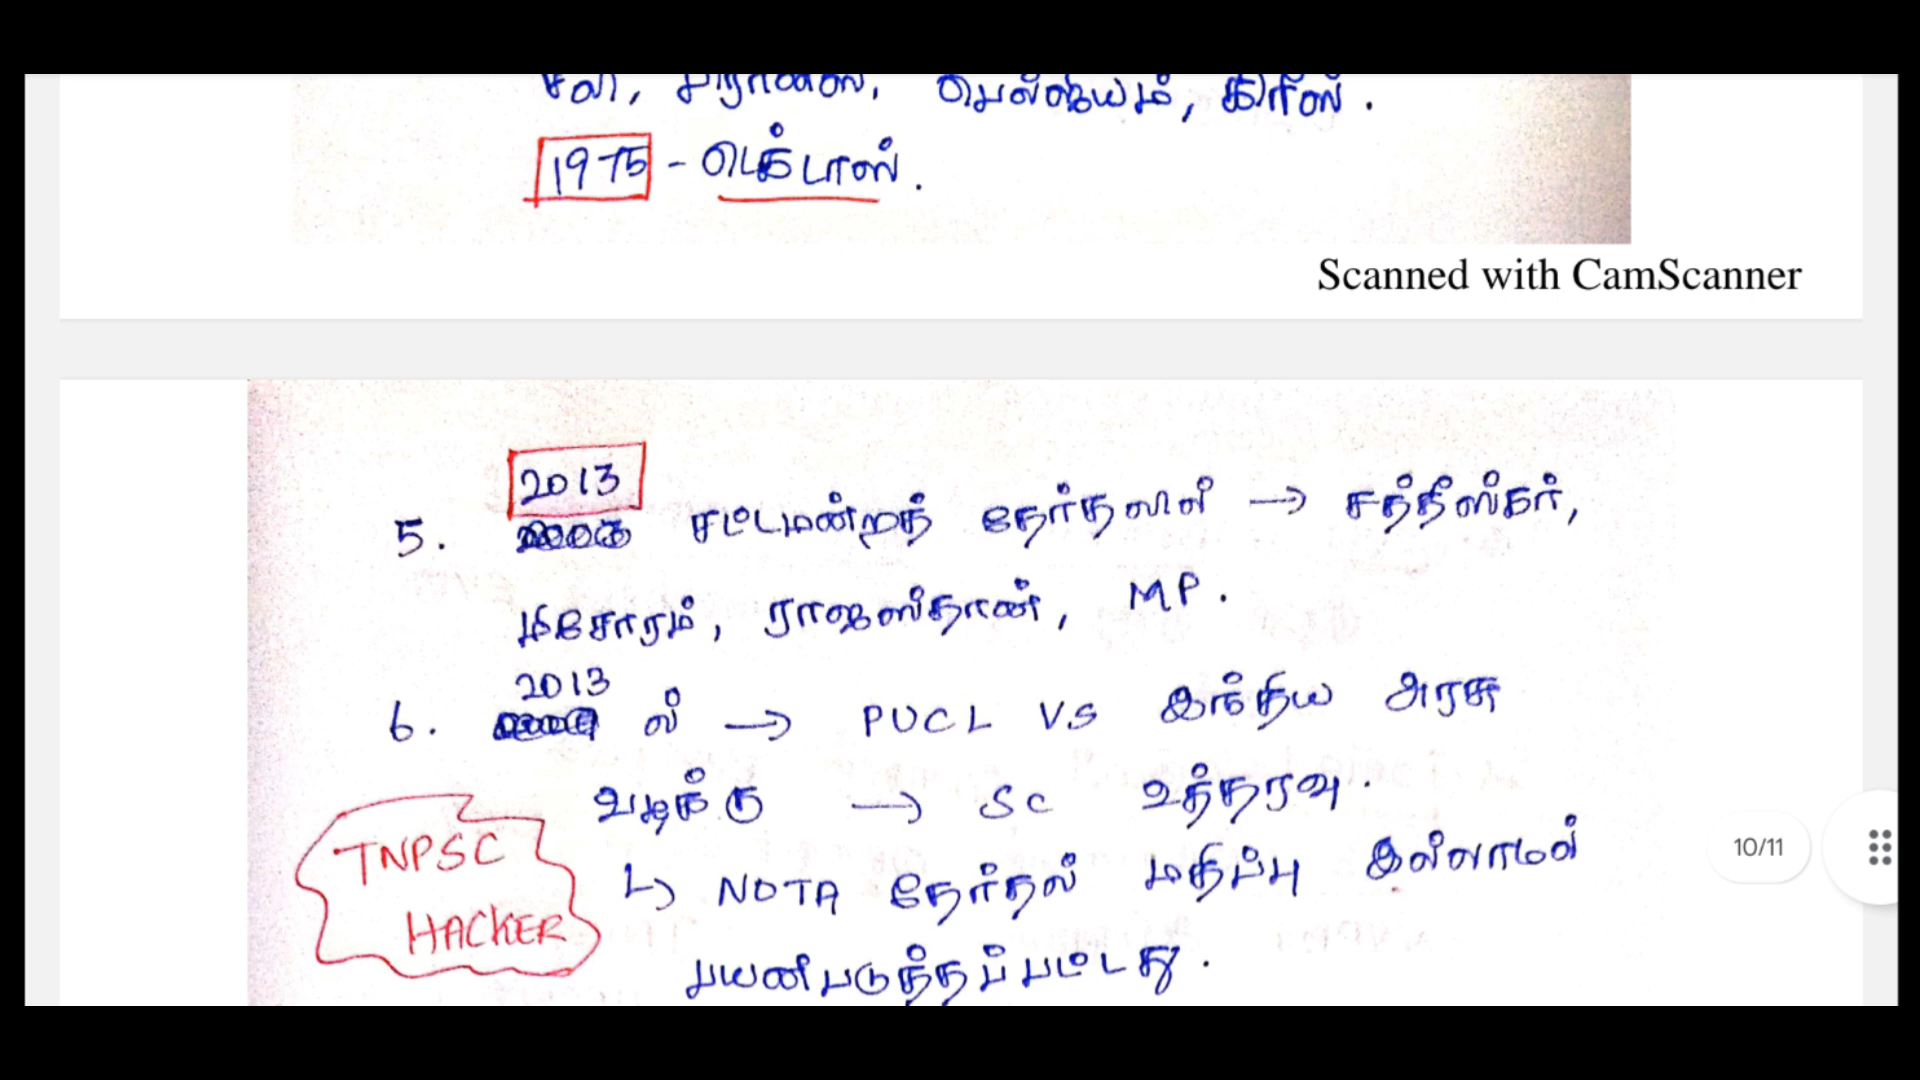 சிலி, பிரான்ஸ், பெல்ஜியம், கிரீஸ்.
1975 - டெக்டாஸ்.
Scanned with CamScanner
2013
5. சட்டமன்றத் தேர்தலில் → சத்தீஸ்கர்,
மிசோரம், ராஜஸ்தான், MP.
2013
6. ல் → PUCL VS இந்திய அரசு
வழக்கு → SC உத்தரவு.
↳ NOTA தேர்தல் மதிப்பு இல்லாமல்
பயன்படுத்தப்பட்டது.
TNPSC
HACKER
10/11